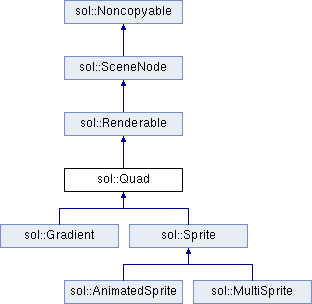 sol::Noncopyable
sol::SceneNode
sol::Renderable
sol::Quad
sol::Gradient
sol::Sprite
sol::AnimatedSprite
sol::MultiSprite